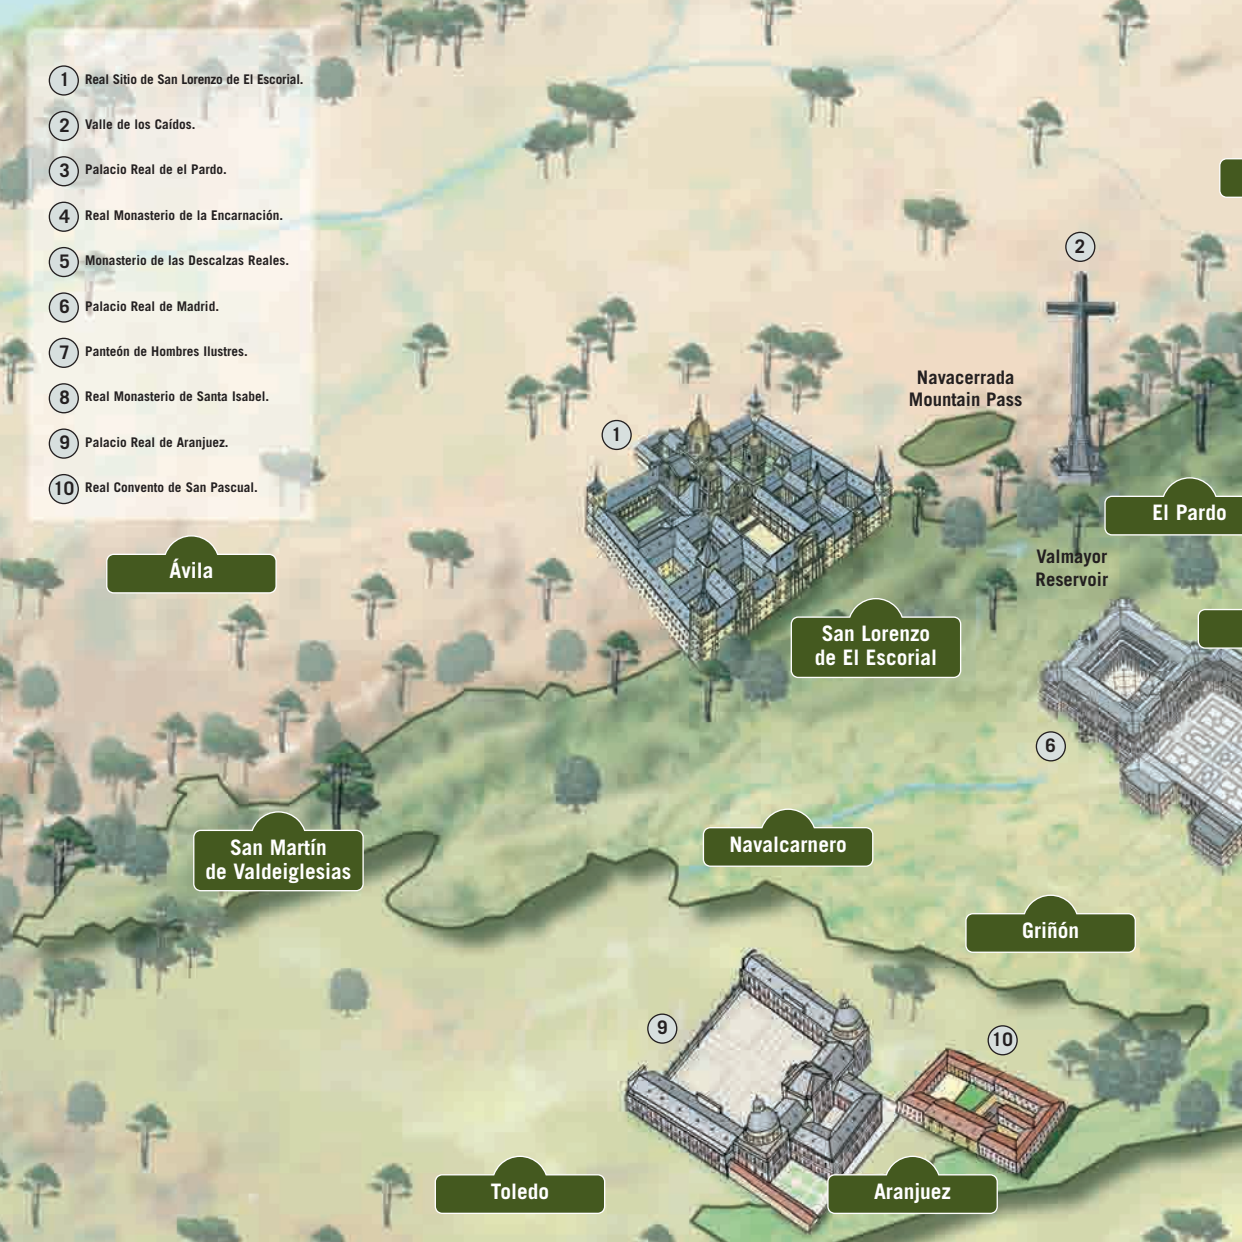 1 Real Sitio de San Lorenzo de El Escorial.
2 Valle de los Caídos.
3 Palacio Real de el Pardo.
4 Real Monasterio de la Encarnación.
5 Monasterio de las Descalzas Reales.
6 Palacio Real de Madrid.
7 Panteón de Hombres Ilustres.
8 Real Monasterio de Santa Isabel.
9 Palacio Real de Aranjuez.
10 Real Convento de San Pascual.
2
Navacerrada
Mountain Pass
1
El Pardo
Valmayor
Reservoir
Ávila
San Lorenzo
de El Escorial
6
Navalcarnero
San Martín
de Valdeiglesias
Griñón
9
10
Toledo
Aranjuez